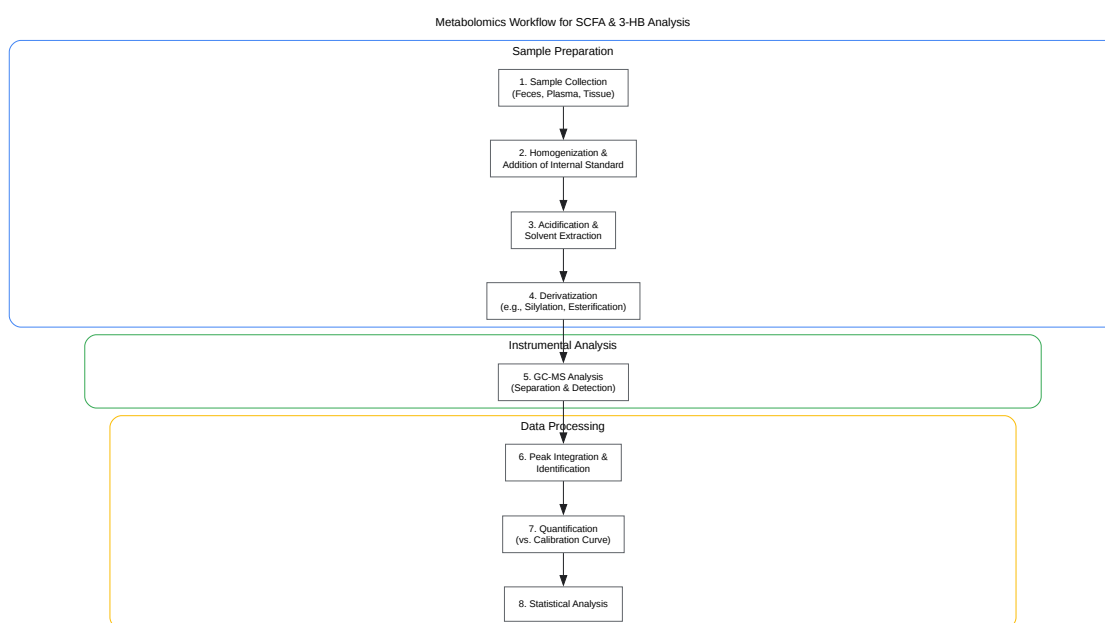 Metabolomics Workflow for SCFA & 3-HB Analysis
Sample Preparation
1. Sample Collection
(Feces, Plasma, Tissue)
2. Homogenization &
Addition of Internal Standard
3. Acidification &
Solvent Extraction
4. Derivatization
(e.g., Silylation, Esterification)
Instrumental Analysis
5. GC-MS Analysis
(Separation & Detection)
Data Processing
6. Peak Integration &
Identification
7. Quantification
(vs. Calibration Curve)
8. Statistical Analysis